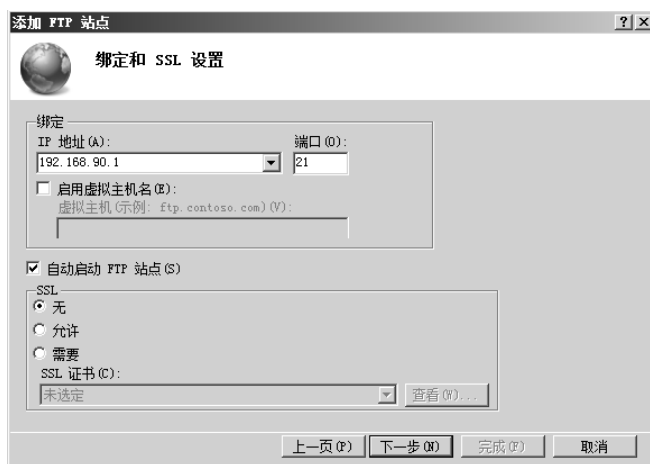 添加 FTP 站点
绑定和 SSL 设置
绑定
IP 地址(A): 端口(O):
192.168.90.1 21
启用虚拟主机名(E):
虚拟主机(示例: ftp.contoso.com)(V):
自动启动 FTP 站点(S)
SSL
无
允许
需要
SSL 证书(C):
未选定 查看(W)...
上一页(P) 下一步(N) 完成(F) 取消